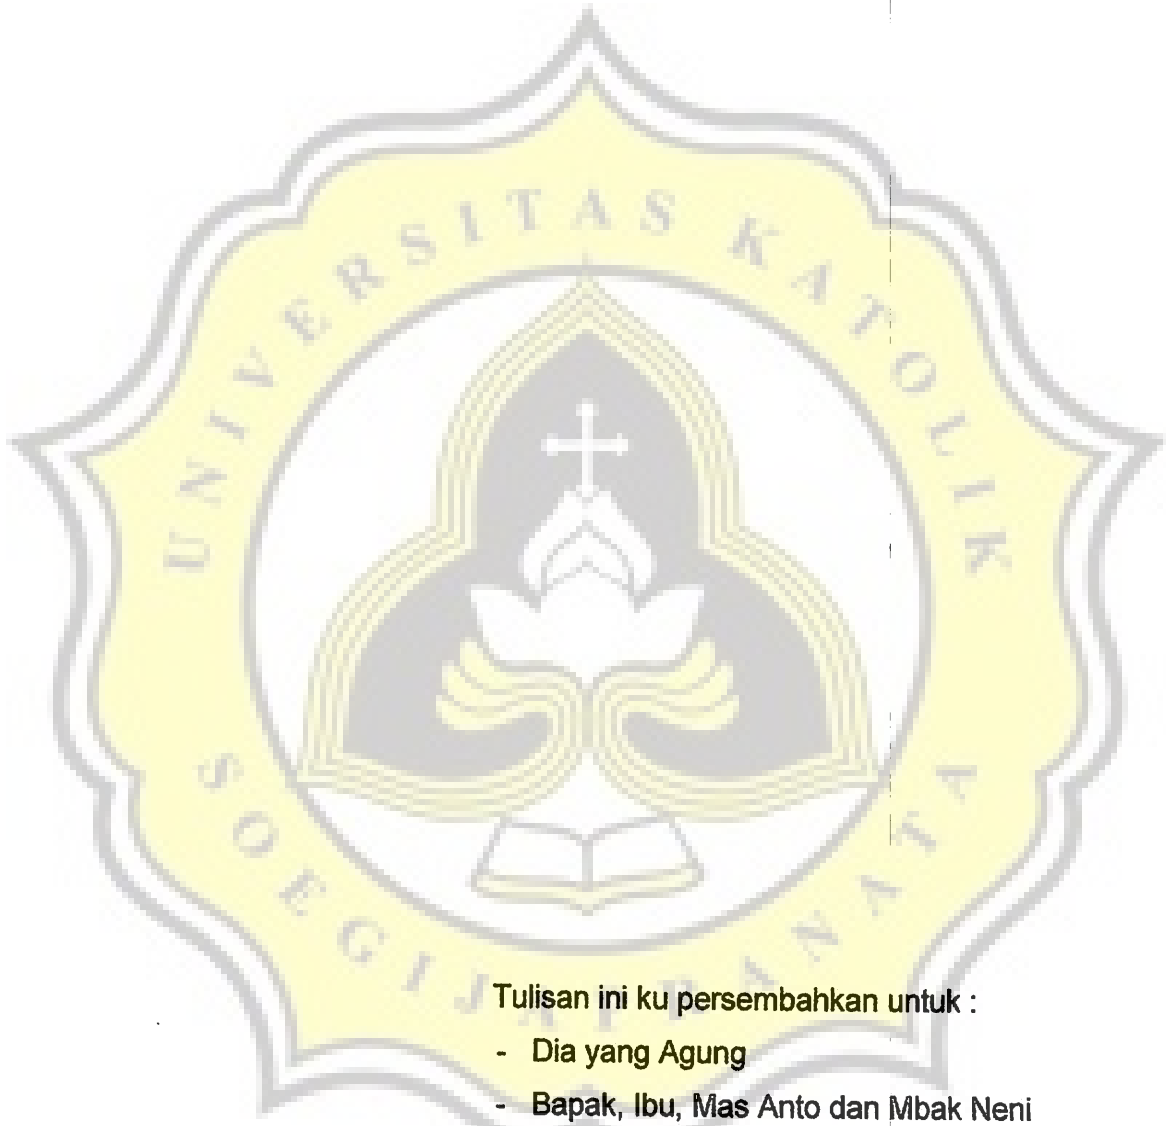 UNIVERSITAS KATOLIK
SOEGIJAPRANATA
Tulisan ini ku persembahkan untuk :
- Dia yang Agung
- Bapak, Ibu, Mas Anto dan Mbak Neni